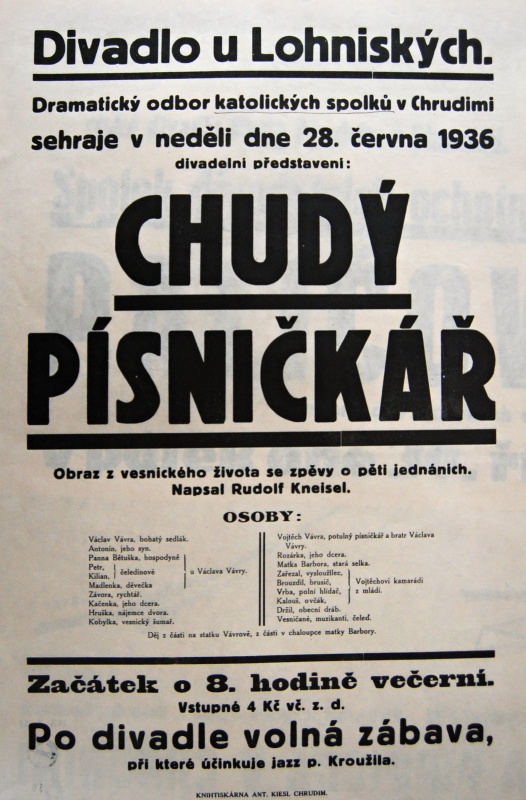 Divadlo u Lohniských.
Dramatický odbor katolických spolků v Chrudimi
sehraje v neděli dne 28. června 1936
divadelní představení:
CHUDÝ
PÍSNIČKÁŘ
Obraz z vesnického života se zpěvy o pěti jednáních.
Napsal Rudolf Kneisel.
OSOBY:
Václav Vávra, bohatý sedlák.
Antonín, jeho syn.
Panna Bětuška, hospodyně
Petr,
Kilian,
čeledínové
Madlenka, děvečka
u Václava Vávry.
Závora, rychtář.
Kačenka, jeho dcera.
Hruška, nájemce dvora.
Kobylka, vesnický šumař.
Vojtěch Vávra, potulný písničkář a bratr Václava
Vávry.
Rozárka, jeho dcera.
Matka Barbora, stará selka.
Zařezal, vysloužilec,
Brouzdil, brusič,
Vrba, polní hlídač,
Kalouš, ovčák,
Vojtěchovi kamarádi
z mládí.
Držil, obecní dráb.
Vesničané, muzikanti, čeleď.
Děj z části na statku Vávrově, z části v chaloupce matky Barbory.
Začátek o 8. hodině večerní.
Vstupné 4 Kč vč. z. d.
Po divadle volná zábava,
při které účinkuje jazz p. Kroužila.
KNIHTISKÁRNA ANT. KIESL CHRUDIM.